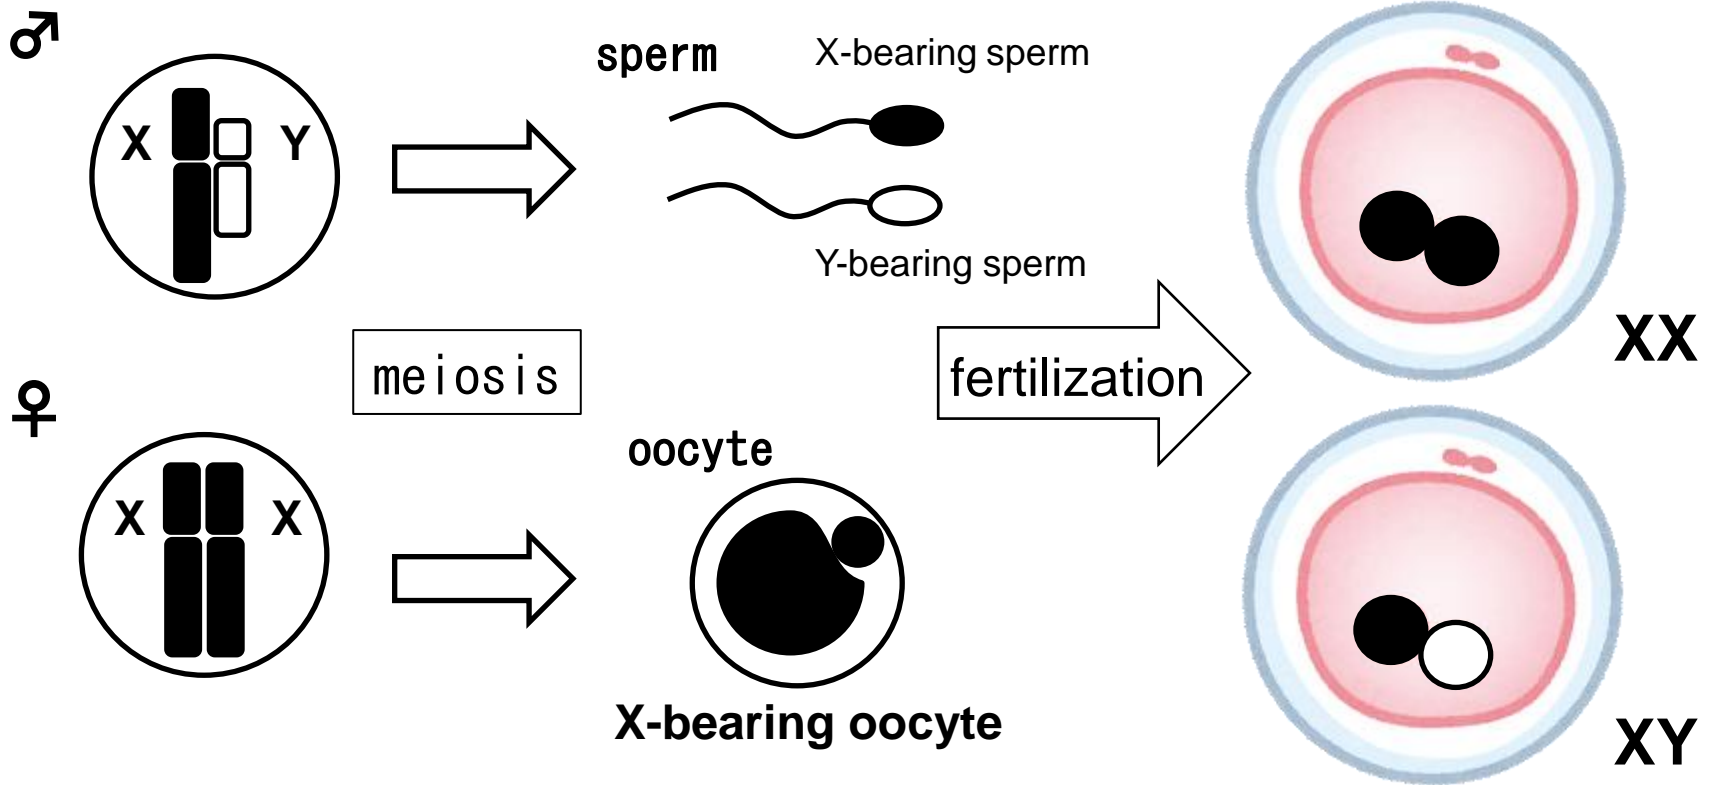 ♂
X Y
sperm
X-bearing sperm
Y-bearing sperm
meiosis
♀
X X
oocyte
X-bearing oocyte
fertilization
XX
XY